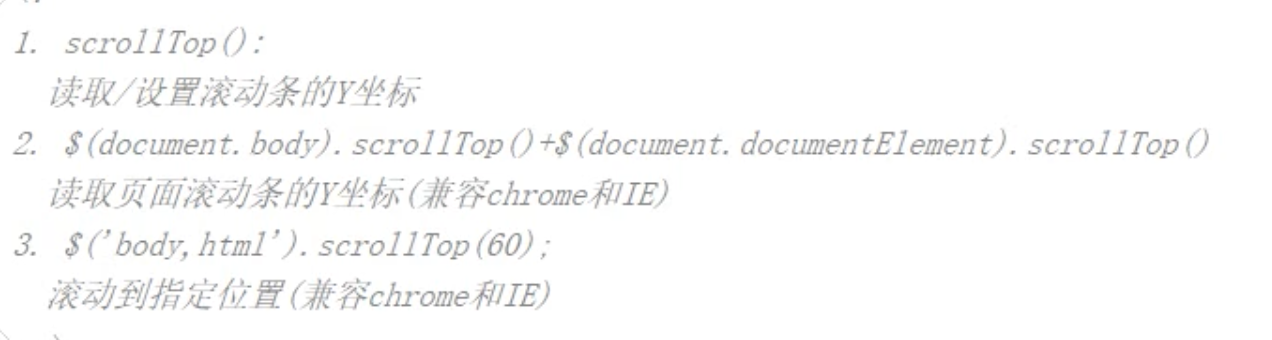 1. scrollTop():
读取/设置滚动条的Y坐标
2. $(document.body).scrollTop()+$(document.documentElement).scrollTop()
读取页面滚动条的Y坐标(兼容chrome和IE)
3. $('body,html').scrollTop(60);
滚动到指定位置(兼容chrome和IE)